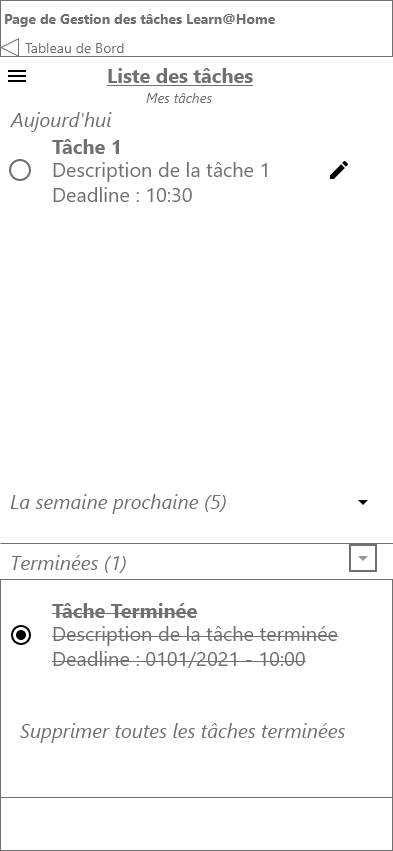 Page de Gestion des tâches Learn@Home
Tableau de Bord
Liste des tâches
Mes tâches
Aujourd'hui
Tâche 1
Description de la tâche 1
Deadline : 10:30
La semaine prochaine (5)
Terminées (1)
Tâche Terminée
Description de la tâche terminée
Deadline : 0101/2021 - 10:00
Supprimer toutes les tâches terminées